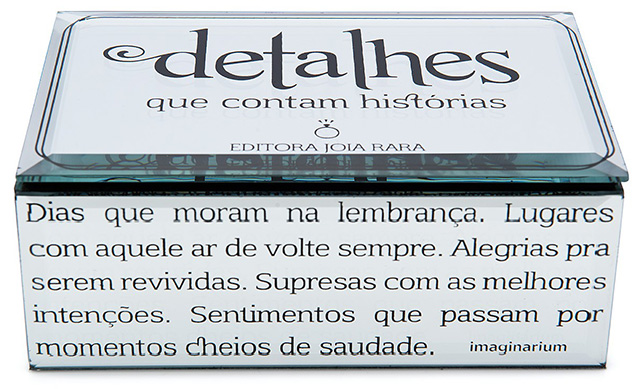 detalhes
que contam histórias
EDITORA JOIA RARA
Dias que moram na lembrança. Lugares
com aquele ar de volte sempre. Alegrias pra
serem revividas. Supresas com as melhores
intenções. Sentimentos que passam por
momentos cheios de saudade. imaginarium